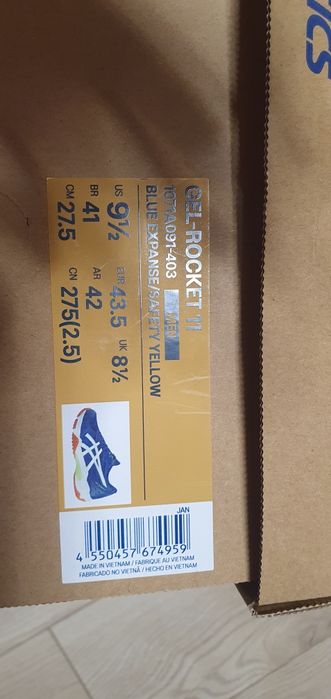 GEL-ROCKET 11
1071A091-403 MEN
BLUE EXPANSE/SAFETY YELLOW
US 9½ EUR 43.5 UK 8½
BR 41 AR 42
CM 27.5 CN 275(2.5)
JAN
4 550457 674959
MADE IN VIETNAM / FABRIQUE AU VIETNAM
FABRICADO NO VIETNÃ / HECHO EN VIETNAM
ICS